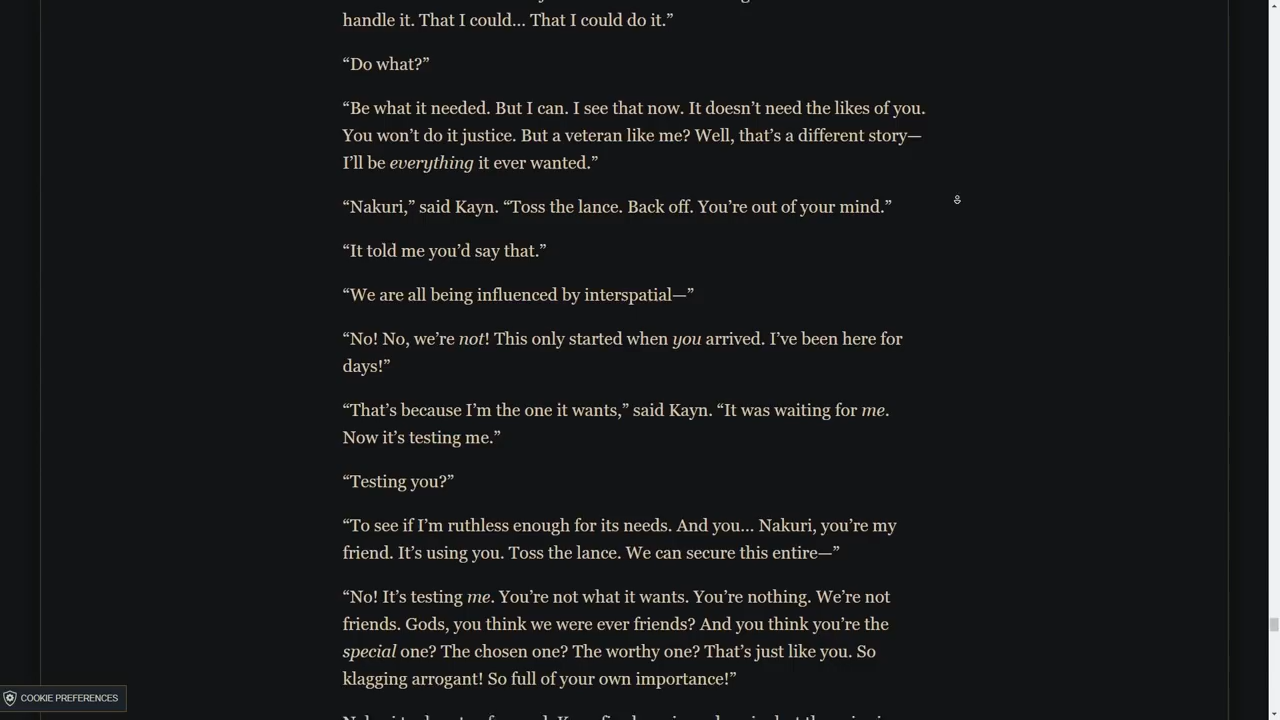 handle it. That I could… That I could do it.”
“Do what?”
“Be what it needed. But I can. I see that now. It doesn’t need the likes of you.
You won’t do it justice. But a veteran like me? Well, that’s a different story—
I’ll be everything it ever wanted.”
“Nakuri,” said Kayn. “Toss the lance. Back off. You’re out of your mind.”
“It told me you’d say that.”
“We are all being influenced by interspatial—”
“No! No, we’re not! This only started when you arrived. I’ve been here for
days!”
“That’s because I’m the one it wants,” said Kayn. “It was waiting for me.
Now it’s testing me.”
“Testing you?”
“To see if I’m ruthless enough for its needs. And you… Nakuri, you’re my
friend. It’s using you. Toss the lance. We can secure this entire—”
“No! It’s testing me. You’re not what it wants. You’re nothing. We’re not
friends. Gods, you think we were ever friends? And you think you’re the
special one? The chosen one? The worthy one? That’s just like you. So
klagging arrogant! So full of your own importance!”
COOKIE PREFERENCES